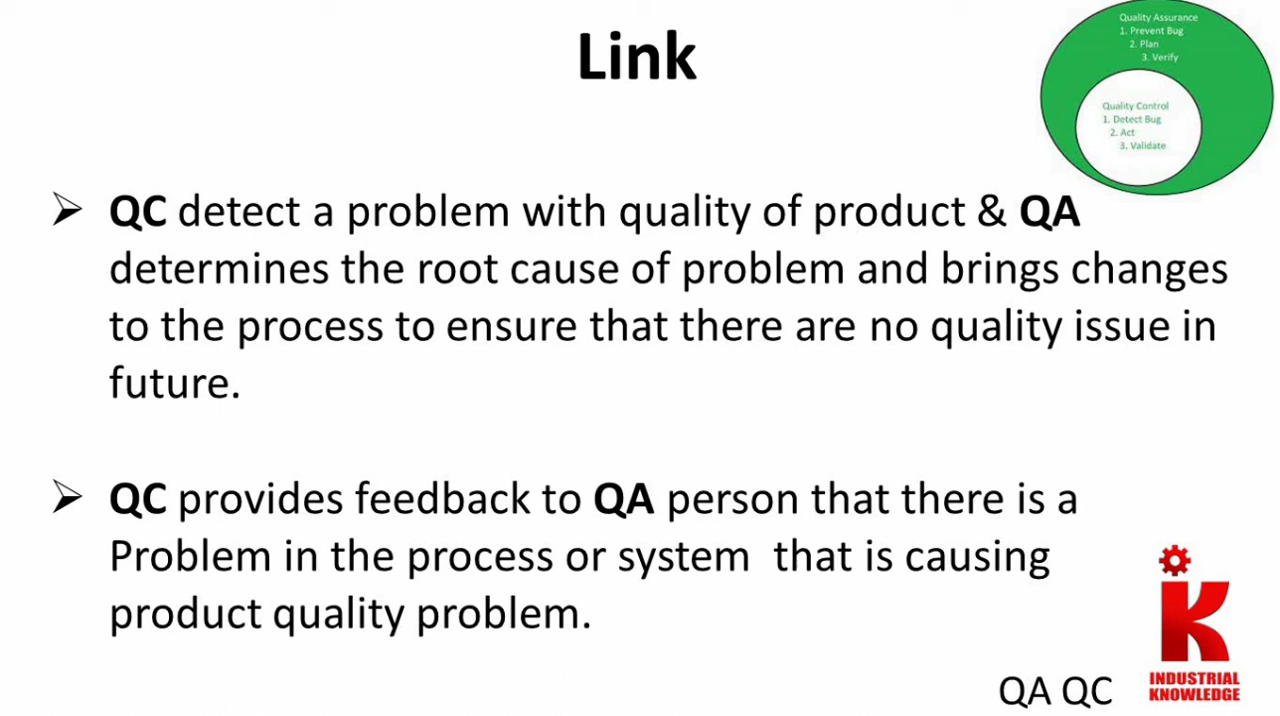 Link
Quality Assurance
1. Prevent Bug
2. Plan
3. Verify
Quality Control
1. Detect Bug
2. Act
3. Validate
➢ QC detect a problem with quality of product & QA
determines the root cause of problem and brings changes
to the process to ensure that there are no quality issue in
future.
➢ QC provides feedback to QA person that there is a
Problem in the process or system that is causing
product quality problem.
QA QC
K
INDUSTRIAL
KNOWLEDGE